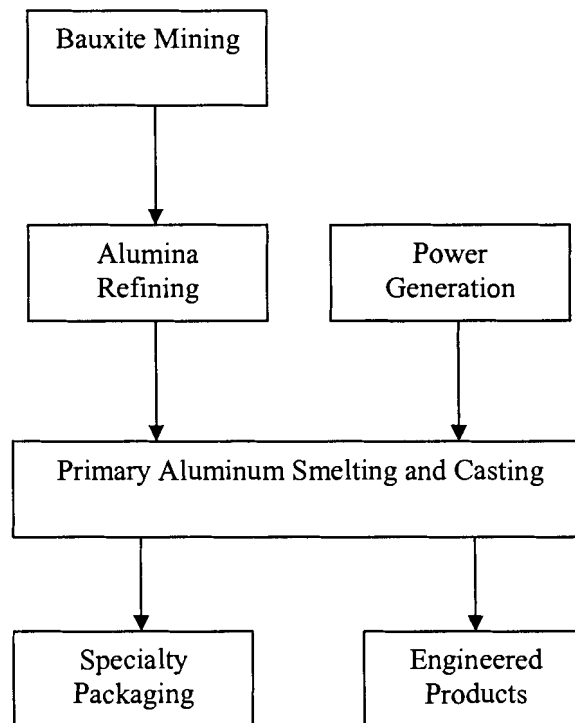 Bauxite Mining
Alumina
Refining
Power
Generation
Primary Aluminum Smelting and Casting
Specialty
Packaging
Engineered
Products